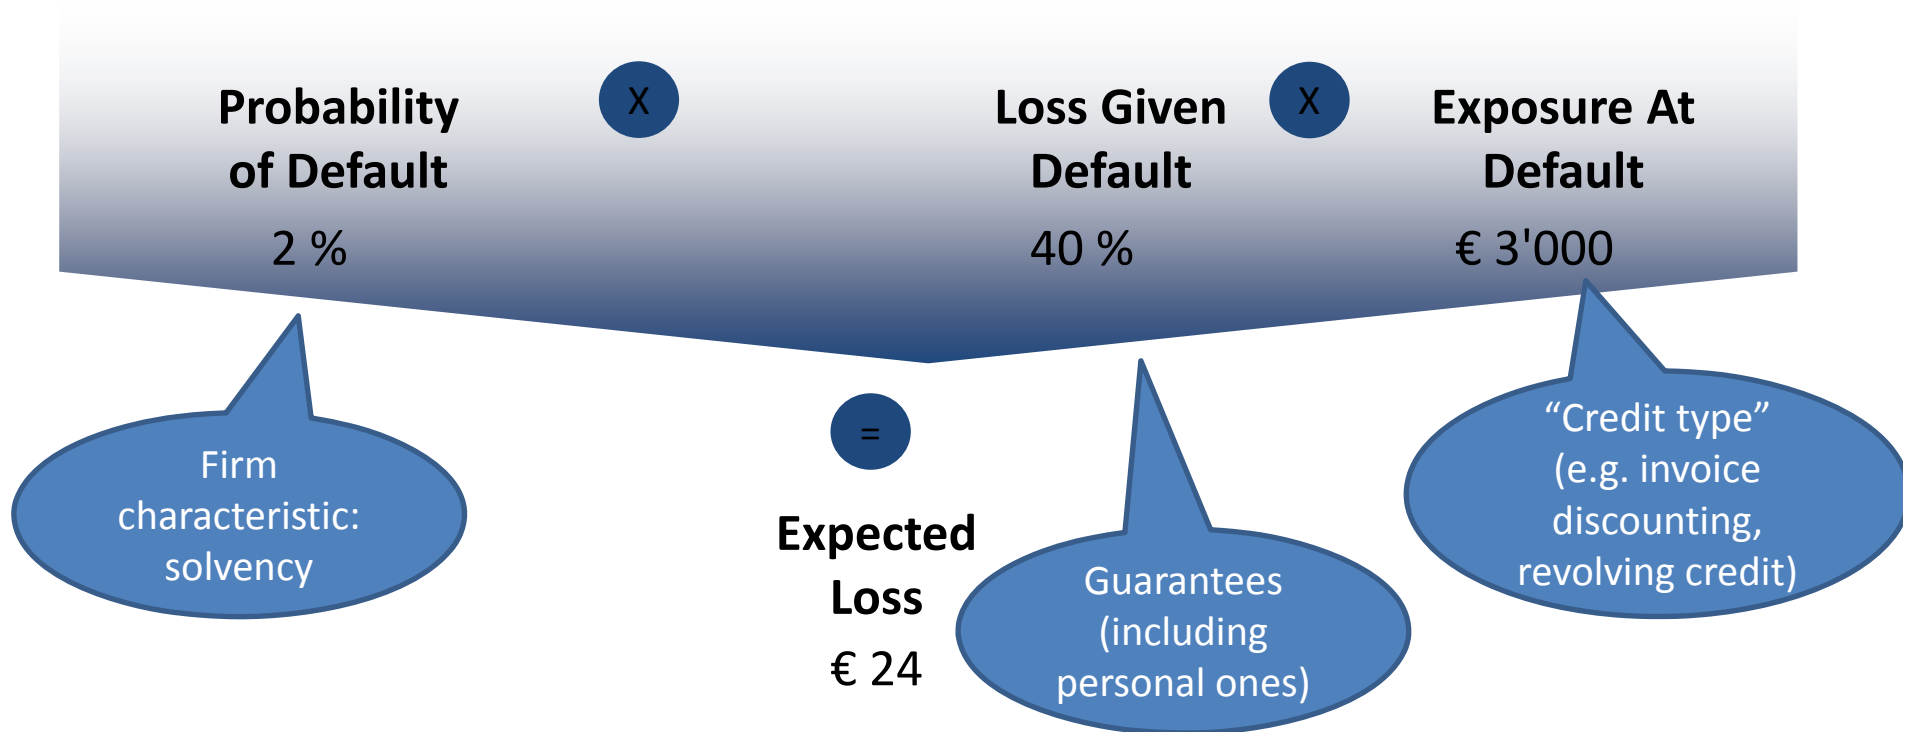 Probability
of Default
2 %
X
Loss Given
Default
40 %
X
Exposure At
Default
€ 3'000
=
Expected
Loss
€ 24
Firm
characteristic:
solvency
Guarantees
(including
personal ones)
“Credit type”
(e.g. invoice
discounting,
revolving credit)